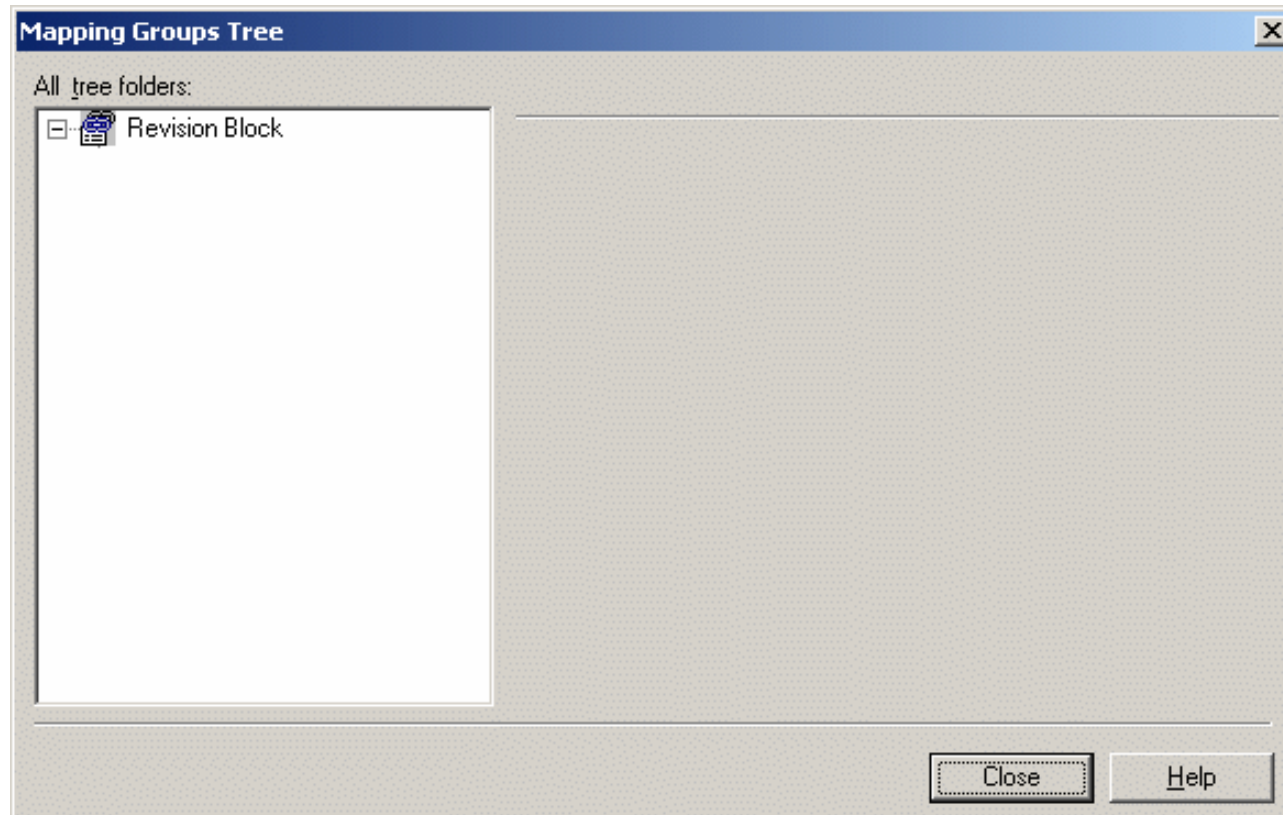 Mapping Groups Tree
All tree folders:
Revision Block
Close
Help